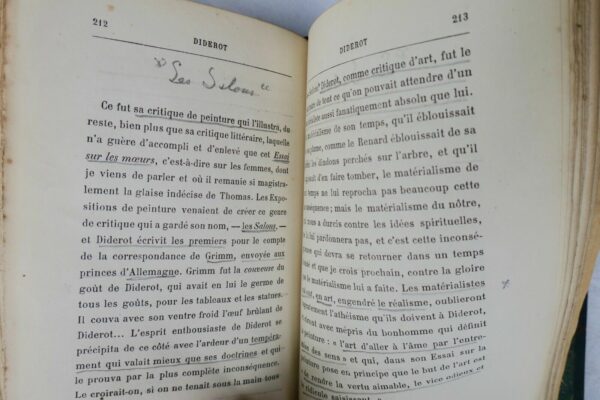 212
DIDEROT
" Les Salons "
Ce fut sa critique de peinture qui l'illustra, du
reste, bien plus que sa critique littéraire, laquelle
n'a guère d'accompli et d'enlevé que cet Essai
sur les mœurs, c'est-à-dire sur les femmes, dont
je viens de parler et où il remanie si magistra-
lement la glaise indécise de Thomas. Les Expo-
sitions de peinture venaient de créer ce genre
de critique qui a gardé son nom, — les Salons,
— et Diderot écrivit les premiers pour le compte
de la correspondance de Grimm, envoyée aux
princes d'Allemagne. Grimm fut la couveuse du
goût de Diderot, qui avait en lui le germe de
tous les goûts, pour les tableaux et les statues.
Il couva avec son ventre froid l'œuf brûlant de
Diderot... L'esprit enthousiaste de Diderot se
précipita de ce côté avec l'ardeur d'un tempéra-
ment qui valait mieux que ses doctrines et qui
le prouva par la plus complète inconséquence.
Le croirait-on, si on ne tenait sous la main tous
213
DIDEROT
Diderot, comme critique d'art, fut le
de tout ce qu'on pouvait attendre d'un
aussi fanatiquement absolu que lui.
de son temps, qu'il éblouissait
comme le Renard éblouissait de sa
les dindons perchés sur l'arbre, et qu'il
d'en faire tomber, le matérialisme de
temps ne lui reprocha pas beaucoup cette
mais le matérialisme du nôtre,
a durcis contre les idées spirituelles,
lui pardonnera pas, et c'est cette inconsé-
qui devra se retourner dans un temps
et que je crois prochain, contre la gloire
le matérialisme lui a faite. Les matérialistes
en art, engendré le réalisme, oublieront
l'athéisme qu'ils doivent à Diderot,
avec mépris du bonhomme qui définit
: « l'art d'aller à l'âme par l'entre-
des sens » et qui, dans son Essai sur la
pose en principe que le but de l'art est
de rendre la vertu aimable, le vice odieux et
ridicule saisissant